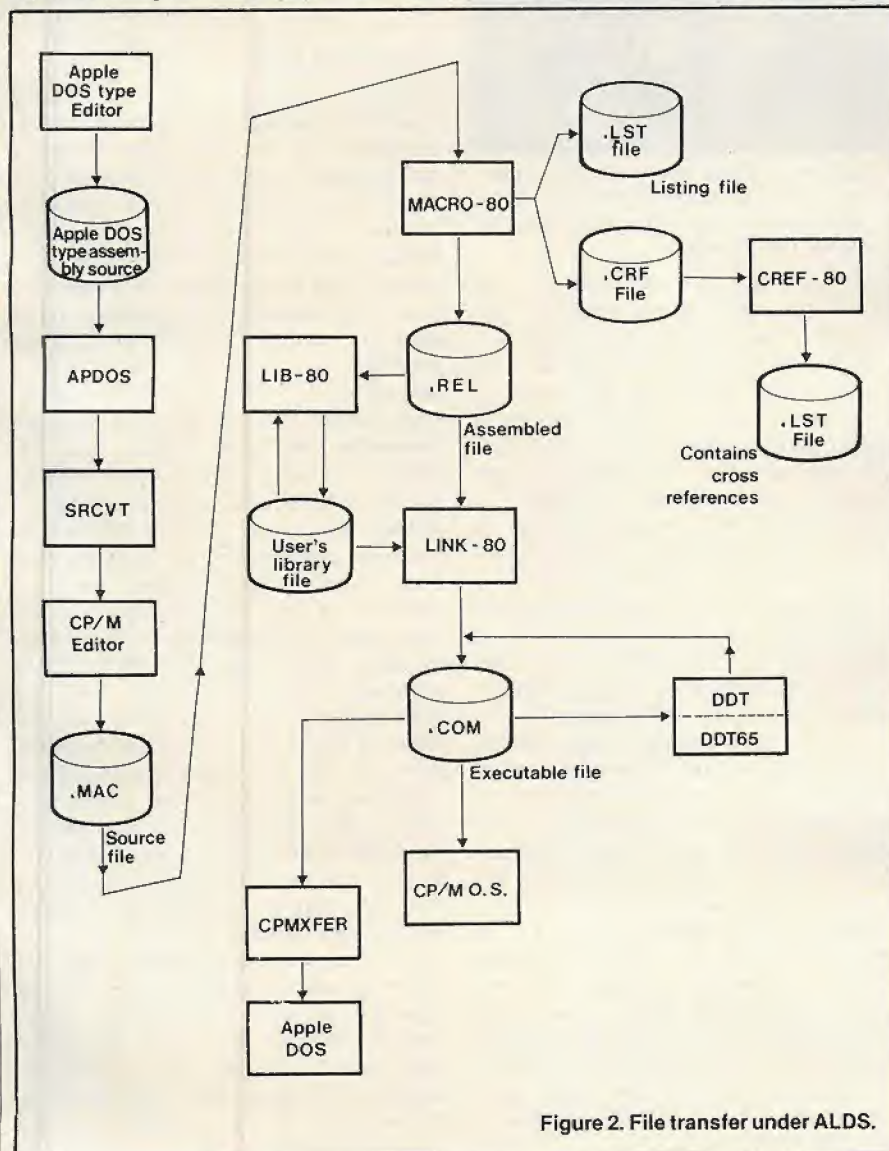 Apple
DOS type
Editor
Apple DOS
type assem-
bly source
APDOS
SRCVT
CP/M
Editor
.MAC
Source
file
MACRO-80
.LST
file
Listing file
.CRF
File
CREF-80
.LST
File
Contains
cross
references
LIB-80
.REL
Assembled
file
User's
library
file
LINK-80
.COM
Executable file
DDT
DDT65
CP/M O.S.
CPMXFER
Apple
DOS
Figure 2. File transfer under ALDS.